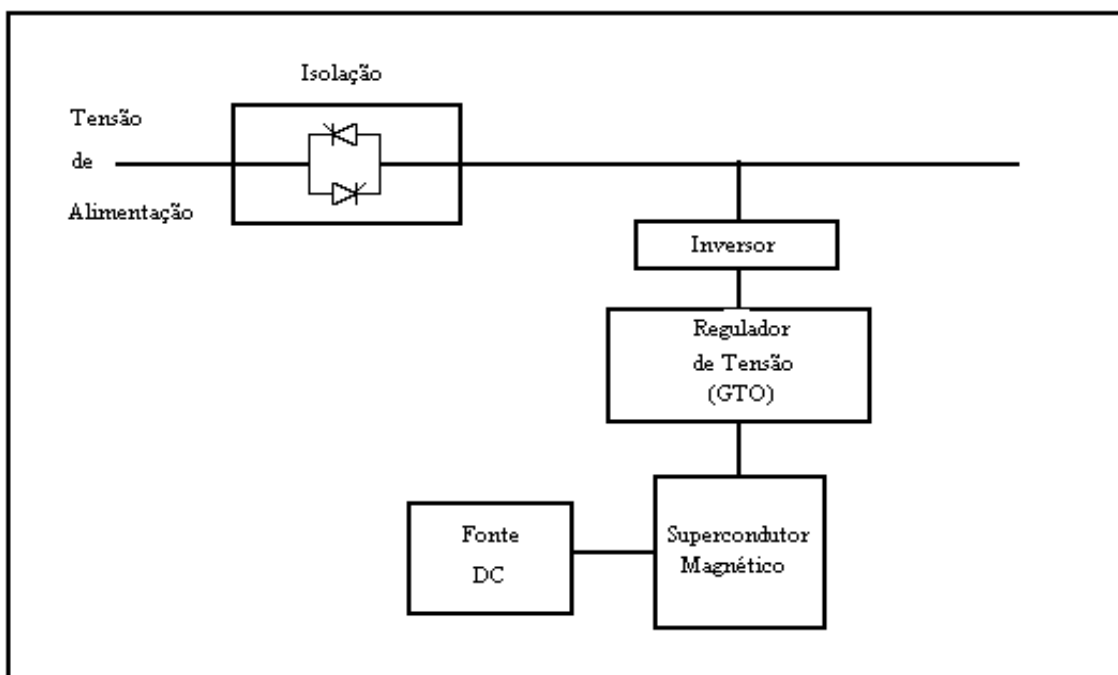 Isolação
Tensão
de
Alimentação
Inversor
Regulador
de Tensão
(GTO)
Fonte
DC
Supercondutor
Magnético